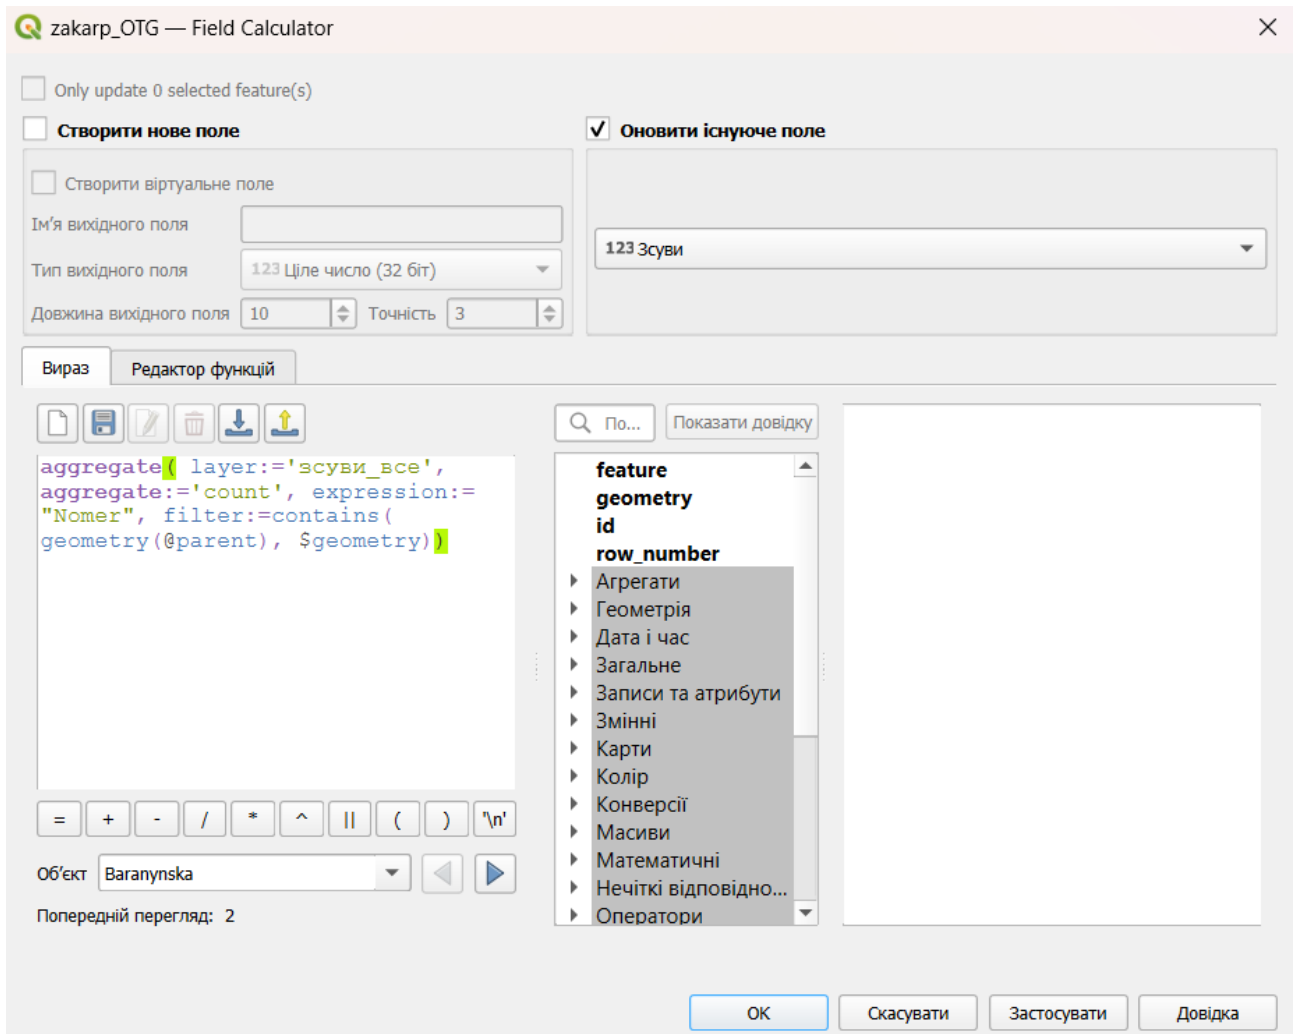 zakarp_OTG — Field Calculator
Only update 0 selected feature(s)
Створити нове поле
Оновити існуюче поле
Створити віртуальне поле
Ім'я вихідного поля
123 Зсуви
Тип вихідного поля
123 Ціле число (32 біт)
Довжина вихідного поля
10
Точність
3
Вираз
Редактор функцій
По...
Показати довідку
aggregate( layer:='зсуви_все',
aggregate:='count', expression:=
"Nomer", filter:=contains(
geometry(@parent), $geometry))
feature
geometry
id
row_number
Агрегати
Геометрія
Дата і час
Загальне
Записи та атрибути
Змінні
Карти
Колір
Конверсії
Масиви
Математичні
Нечіткі відповідно...
Оператори
= + - / * ^ || ( ) '\n'
Об'єкт
Baranynska
Попередній перегляд: 2
OK
Скасувати
Застосувати
Довідка